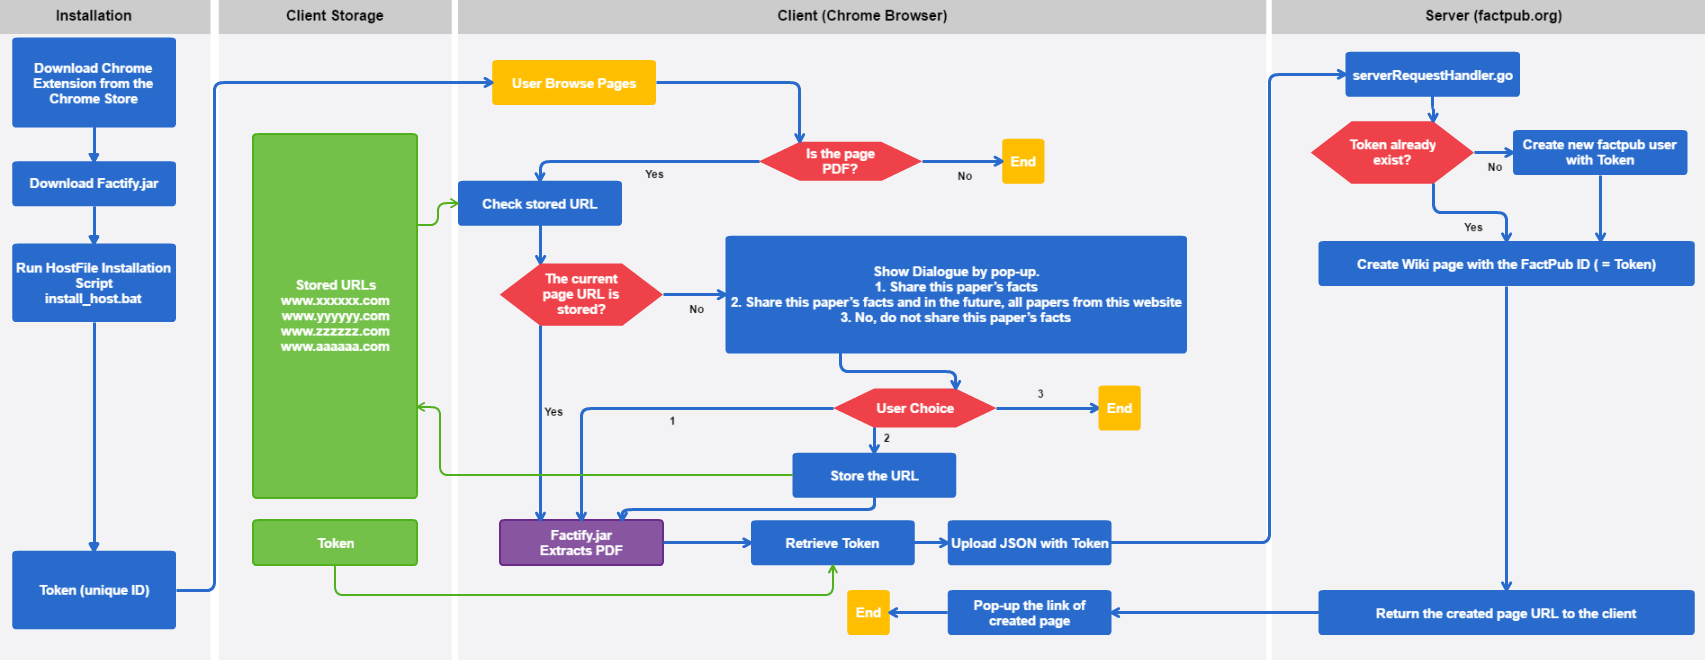 Installation
Client Storage
Client (Chrome Browser)
Server (factpub.org)
Download Chrome
Extension from the
Chrome Store
Download Factify.jar
Run HostFile Installation
Script
install_host.bat
Token (unique ID)
Stored URLs
www.xxxxxx.com
www.yyyyyy.com
www.zzzzzz.com
www.aaaaaa.com
Token
User Browse Pages
Is the page
PDF?
Yes
No
End
Check stored URL
The current
page URL is
stored?
No
Yes
Show Dialogue by pop-up.
1. Share this paper's facts
2. Share this paper's facts and in the future, all papers from this website
3. No, do not share this paper's facts
User Choice
1
2
3
End
Store the URL
Factify.jar
Extracts PDF
Retrieve Token
Upload JSON with Token
End
Pop-up the link of
created page
serverRequestHandler.go
Token already
exist?
No
Yes
Create new factpub user
with Token
Create Wiki page with the FactPub ID ( = Token)
Return the created page URL to the client